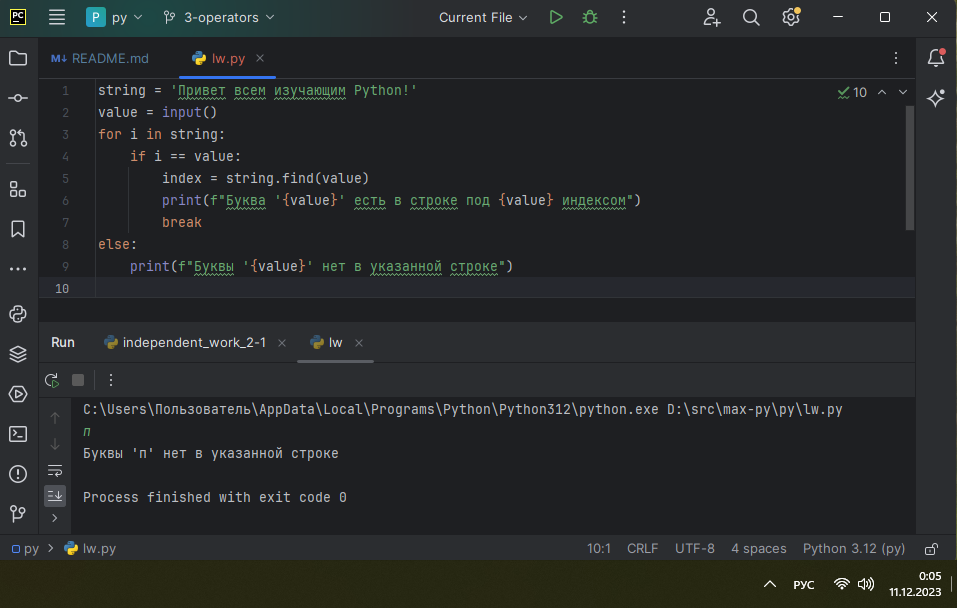 PC P py 3-operators Current File
README.md lw.py
1 string = 'Привет всем изучающим Python!' 10
2 value = input()
3 for i in string:
4 if i == value:
5 index = string.find(value)
6 print(f"Буква '{value}' есть в строке под {value} индексом")
7 break
8 else:
9 print(f"Буквы '{value}' нет в указанной строке")
10
Run independent_work_2-1 lw
C:\Users\Пользователь\AppData\Local\Programs\Python\Python312\python.exe D:\src\max-py\py\lw.py
п
Буквы 'п' нет в указанной строке
Process finished with exit code 0
py lw.py 10:1 CRLF UTF-8 4 spaces Python 3.12 (py)
РУС 0:05
11.12.2023